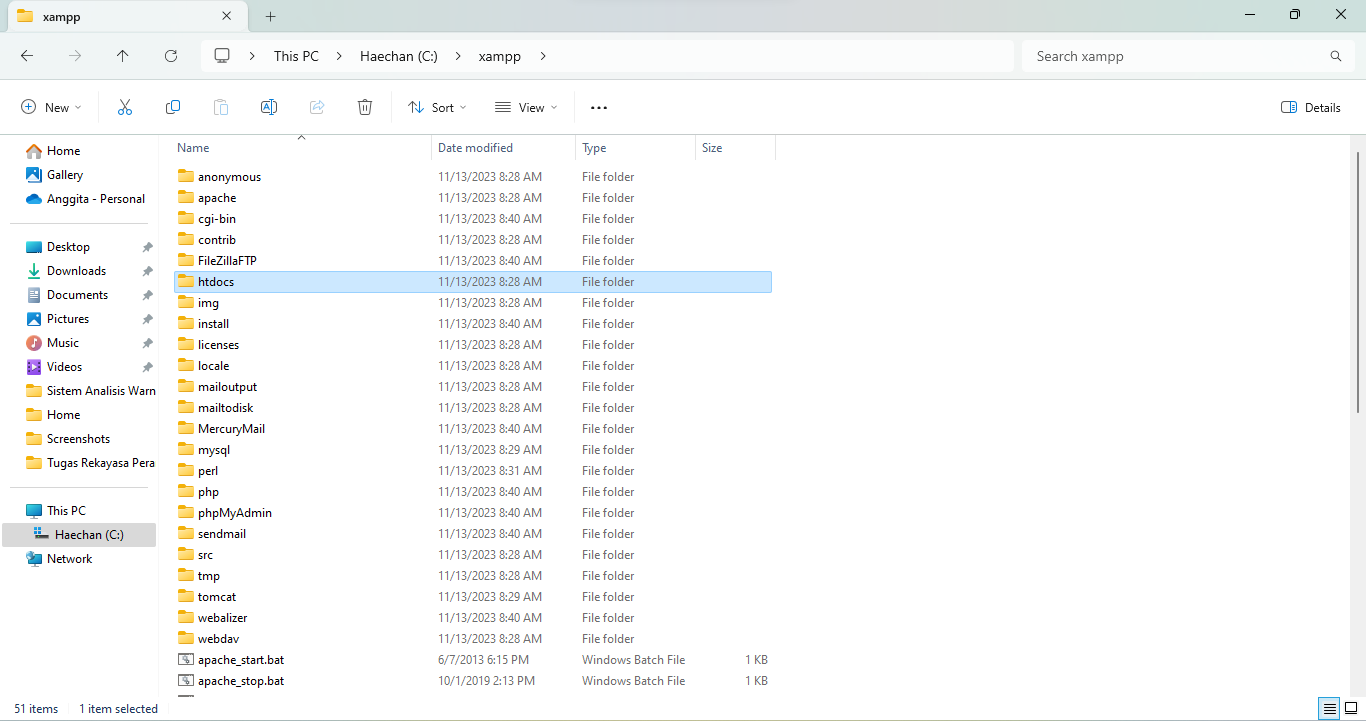 xampp
This PC Haechan (C:) xampp Search xampp
New Sort View Details
Home
Gallery
Anggita - Personal
Desktop
Downloads
Documents
Pictures
Music
Videos
Sistem Analisis Warn
Home
Screenshots
Tugas Rekayasa Pera
This PC
Haechan (C:)
Network
Name Date modified Type Size
anonymous 11/13/2023 8:28 AM File folder
apache 11/13/2023 8:28 AM File folder
cgi-bin 11/13/2023 8:40 AM File folder
contrib 11/13/2023 8:28 AM File folder
FileZillaFTP 11/13/2023 8:40 AM File folder
htdocs 11/13/2023 8:28 AM File folder
img 11/13/2023 8:28 AM File folder
install 11/13/2023 8:40 AM File folder
licenses 11/13/2023 8:28 AM File folder
locale 11/13/2023 8:28 AM File folder
mailoutput 11/13/2023 8:28 AM File folder
mailtodisk 11/13/2023 8:28 AM File folder
MercuryMail 11/13/2023 8:40 AM File folder
mysql 11/13/2023 8:29 AM File folder
perl 11/13/2023 8:31 AM File folder
php 11/13/2023 8:40 AM File folder
phpMyAdmin 11/13/2023 8:40 AM File folder
sendmail 11/13/2023 8:40 AM File folder
src 11/13/2023 8:28 AM File folder
tmp 11/13/2023 8:28 AM File folder
tomcat 11/13/2023 8:29 AM File folder
webalizer 11/13/2023 8:40 AM File folder
webdav 11/13/2023 8:28 AM File folder
apache_start.bat 6/7/2013 6:15 PM Windows Batch File 1 KB
apache_stop.bat 10/1/2019 2:13 PM Windows Batch File 1 KB
51 items 1 item selected